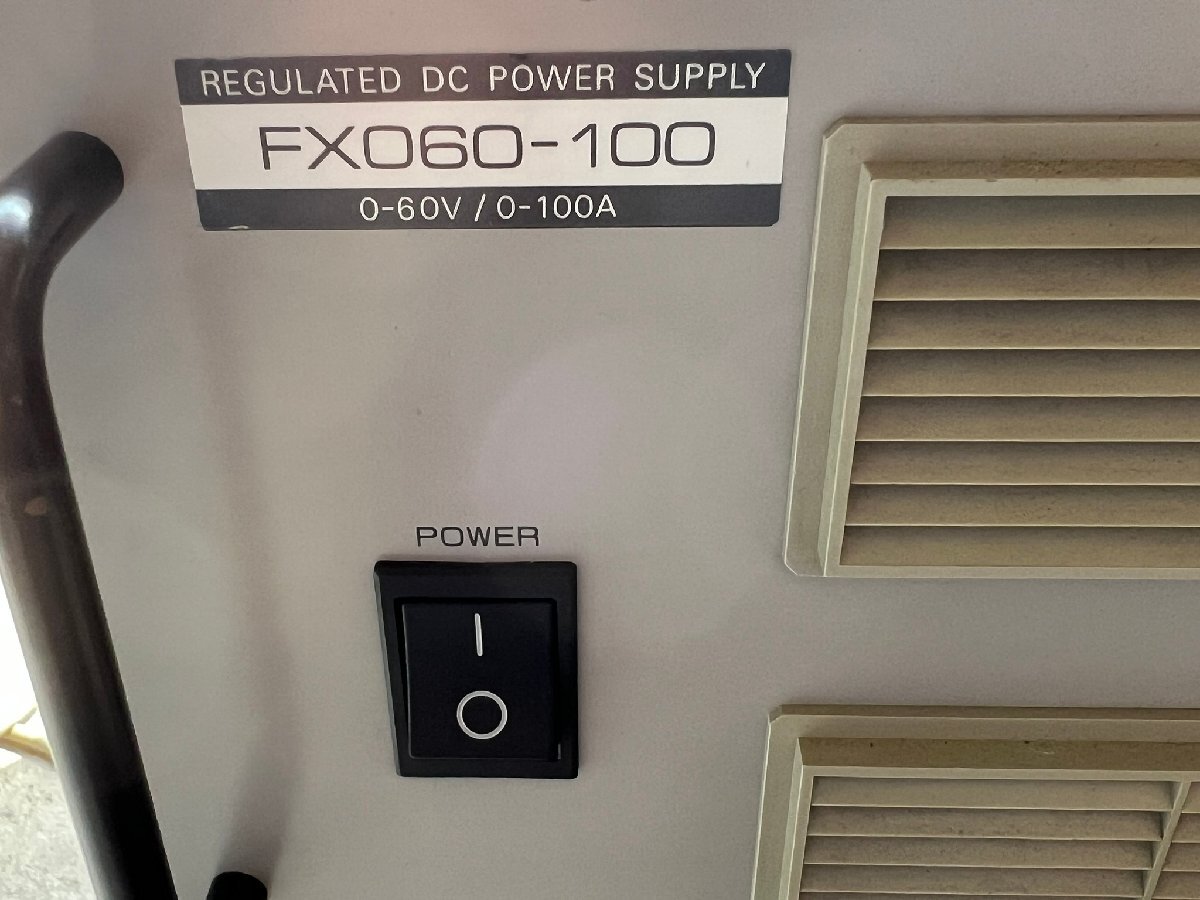 REGULATED DC POWER SUPPLY
FX060-100
0-60V / 0-100A
POWER